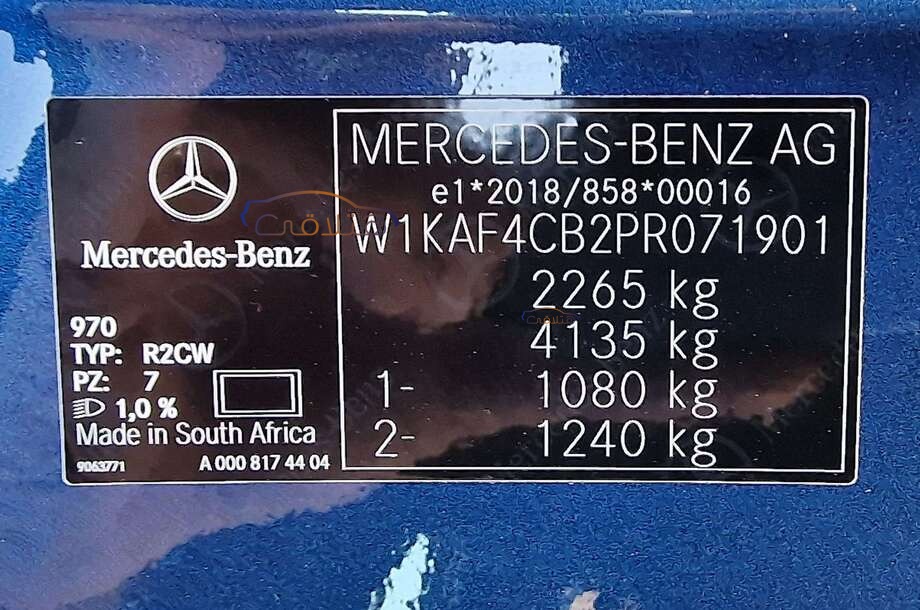 Mercedes-Benz
970
TYP: R2CW
PZ: 7
1,0 %
Made in South Africa
9063771
A 000 817 44 04
MERCEDES-BENZ AG
e1*2018/858*00016
W1KAF4CB2PR071901
2265 kg
4135 kg
1- 1080 kg
2- 1240 kg